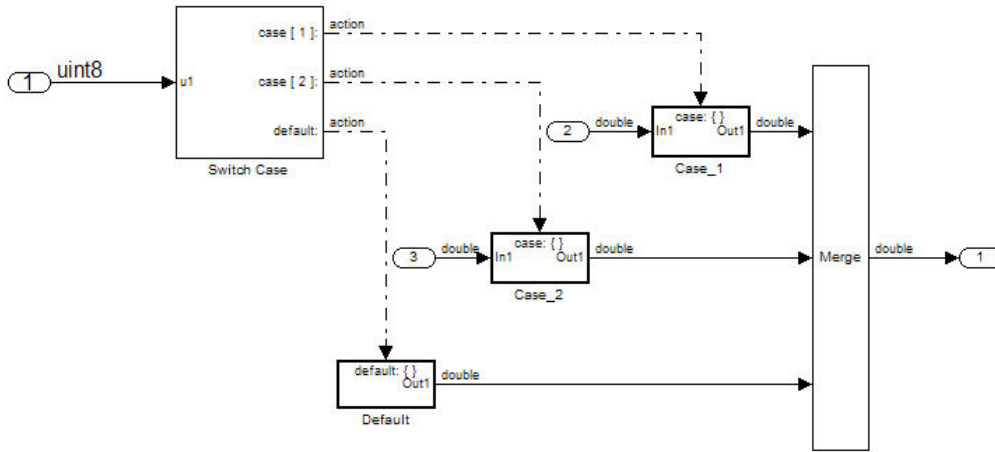 case [ 1 ]: action
1 uint8 u1 case [ 2 ]: action
default: action
Switch Case
2 double In1 case: { } Out1 double
Case_1
3 double In1 case: { } Out1 double Merge double 1
Case_2
default: { } Out1 double
Default